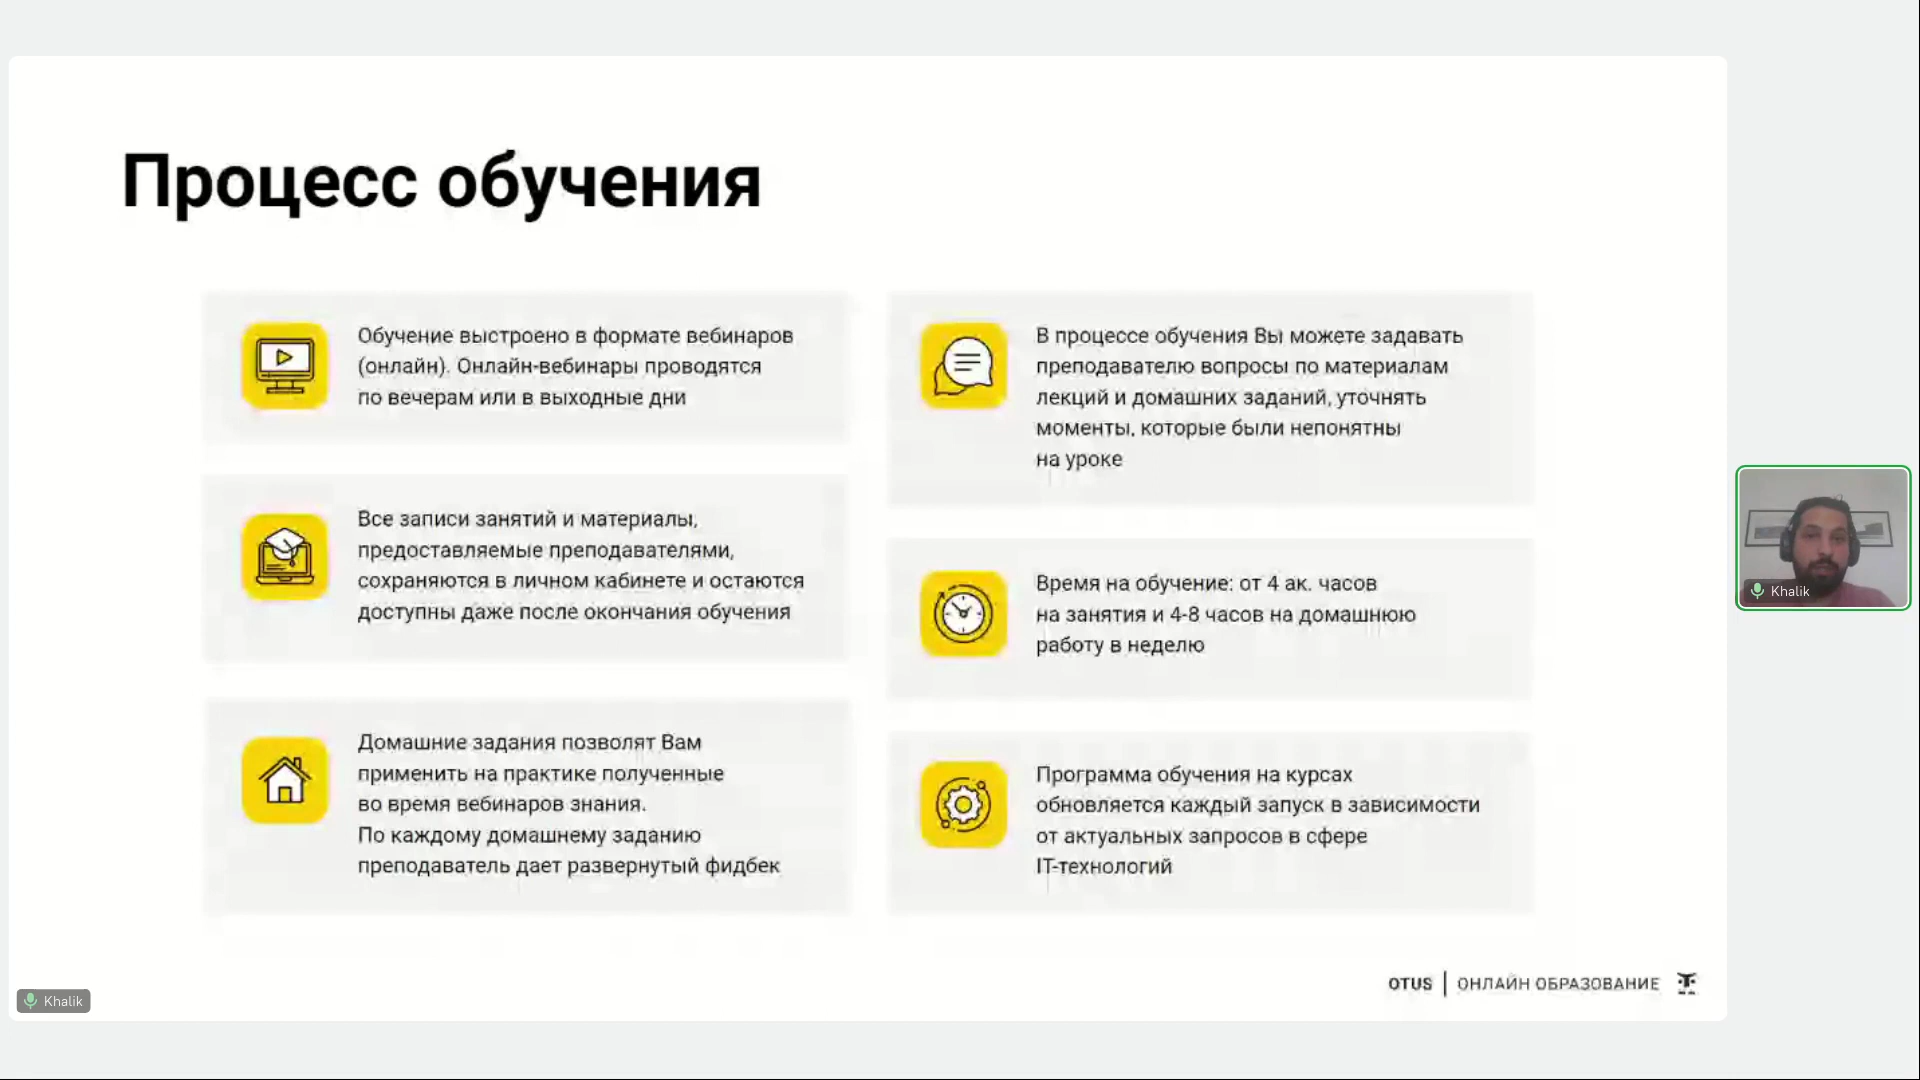 Процесс обучения
Обучение выстроено в формате вебинаров
(онлайн). Онлайн-вебинары проводятся
по вечерам или в выходные дни
Все записи занятий и материалы,
предоставляемые преподавателями,
сохраняются в личном кабинете и остаются
доступны даже после окончания обучения
Домашние задания позволят Вам
применить на практике полученные
во время вебинаров знания.
По каждому домашнему заданию
преподаватель дает развернутый фидбек
В процессе обучения Вы можете задавать
преподавателю вопросы по материалам
лекций и домашних заданий, уточнять
моменты, которые были непонятны
на уроке
Время на обучение: от 4 ак. часов
на занятия и 4-8 часов на домашнюю
работу в неделю
Программа обучения на курсах
обновляется каждый запуск в зависимости
от актуальных запросов в сфере
IT-технологий
OTUS | ОНЛАЙН ОБРАЗОВАНИЕ
Khalik
Khalik